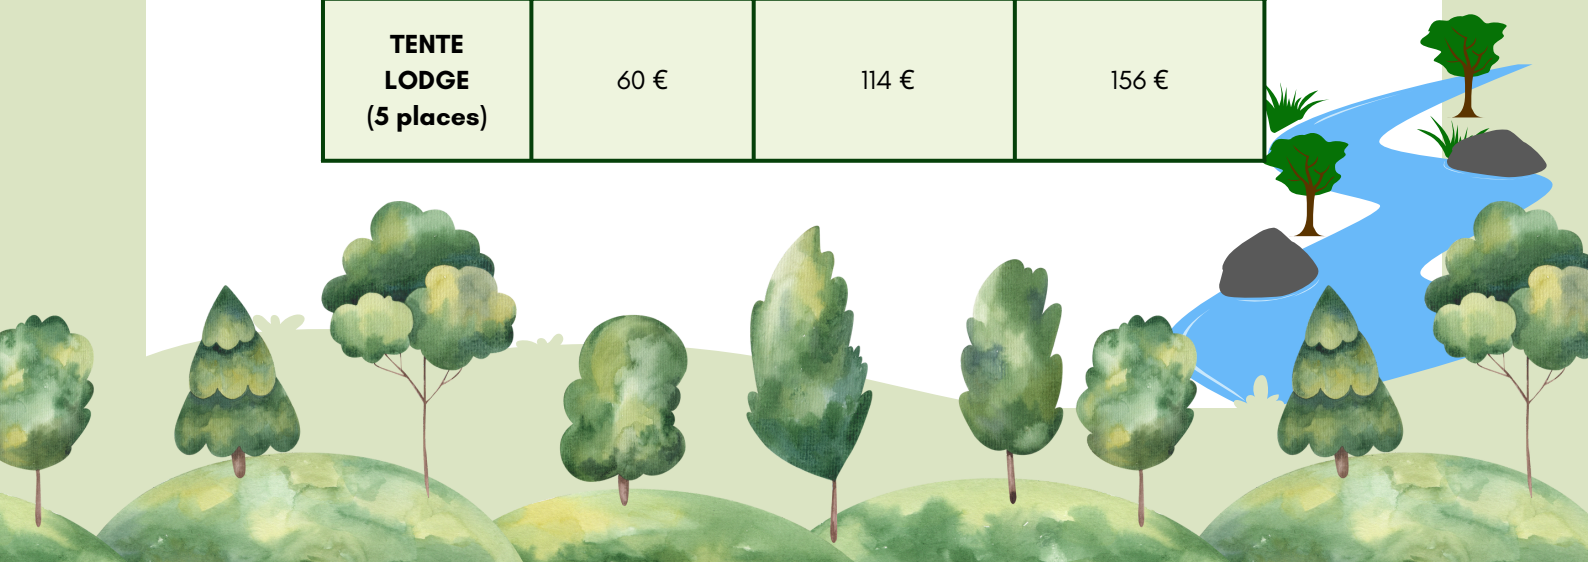 TENTE
LODGE
(5 places)
60 €
114 €
156 €